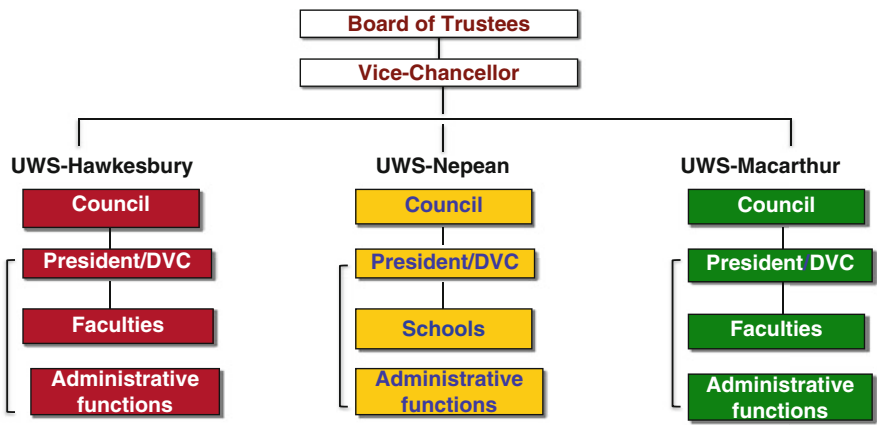 Board of Trustees
Vice-Chancellor
UWS-Hawkesbury
Council
President/DVC
Faculties
Administrative
functions
UWS-Nepean
Council
President/DVC
Schools
Administrative
functions
UWS-Macarthur
Council
President/DVC
Faculties
Administrative
functions